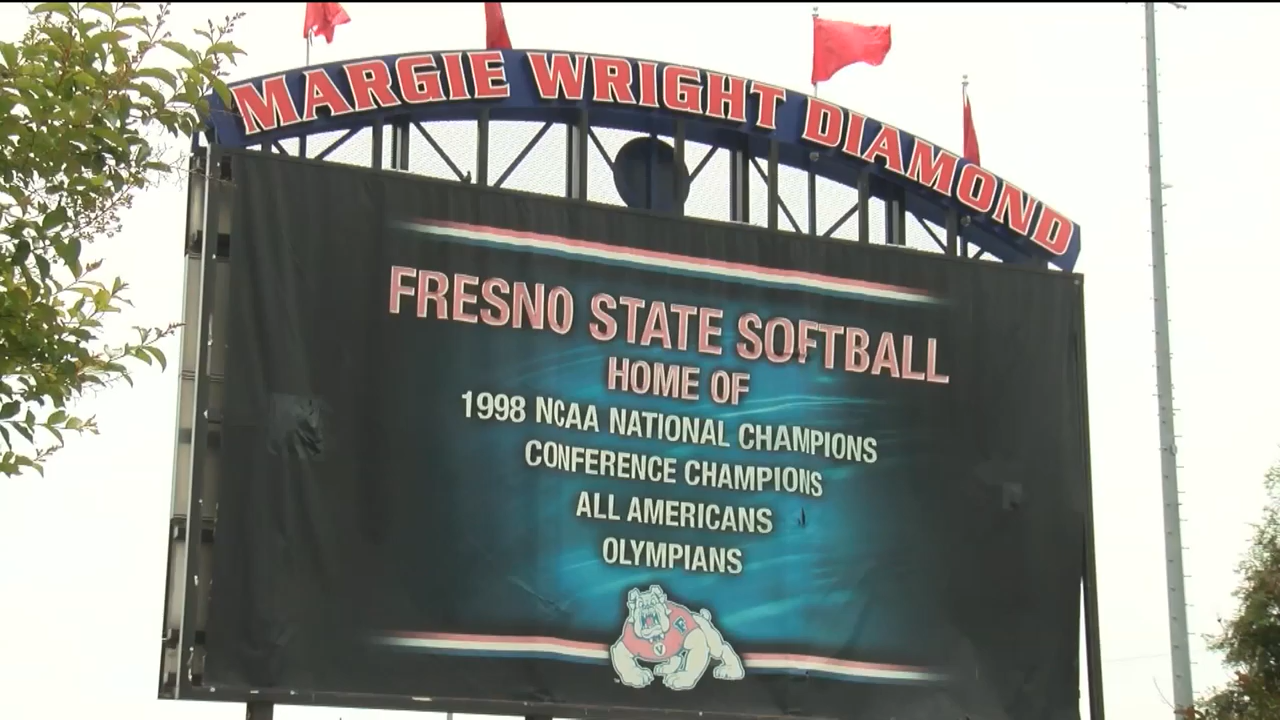 MARGIE WRIGHT DIAMOND
FRESNO STATE SOFTBALL
HOME OF
1998 NCAA NATIONAL CHAMPIONS
CONFERENCE CHAMPIONS
ALL AMERICANS
OLYMPIANS